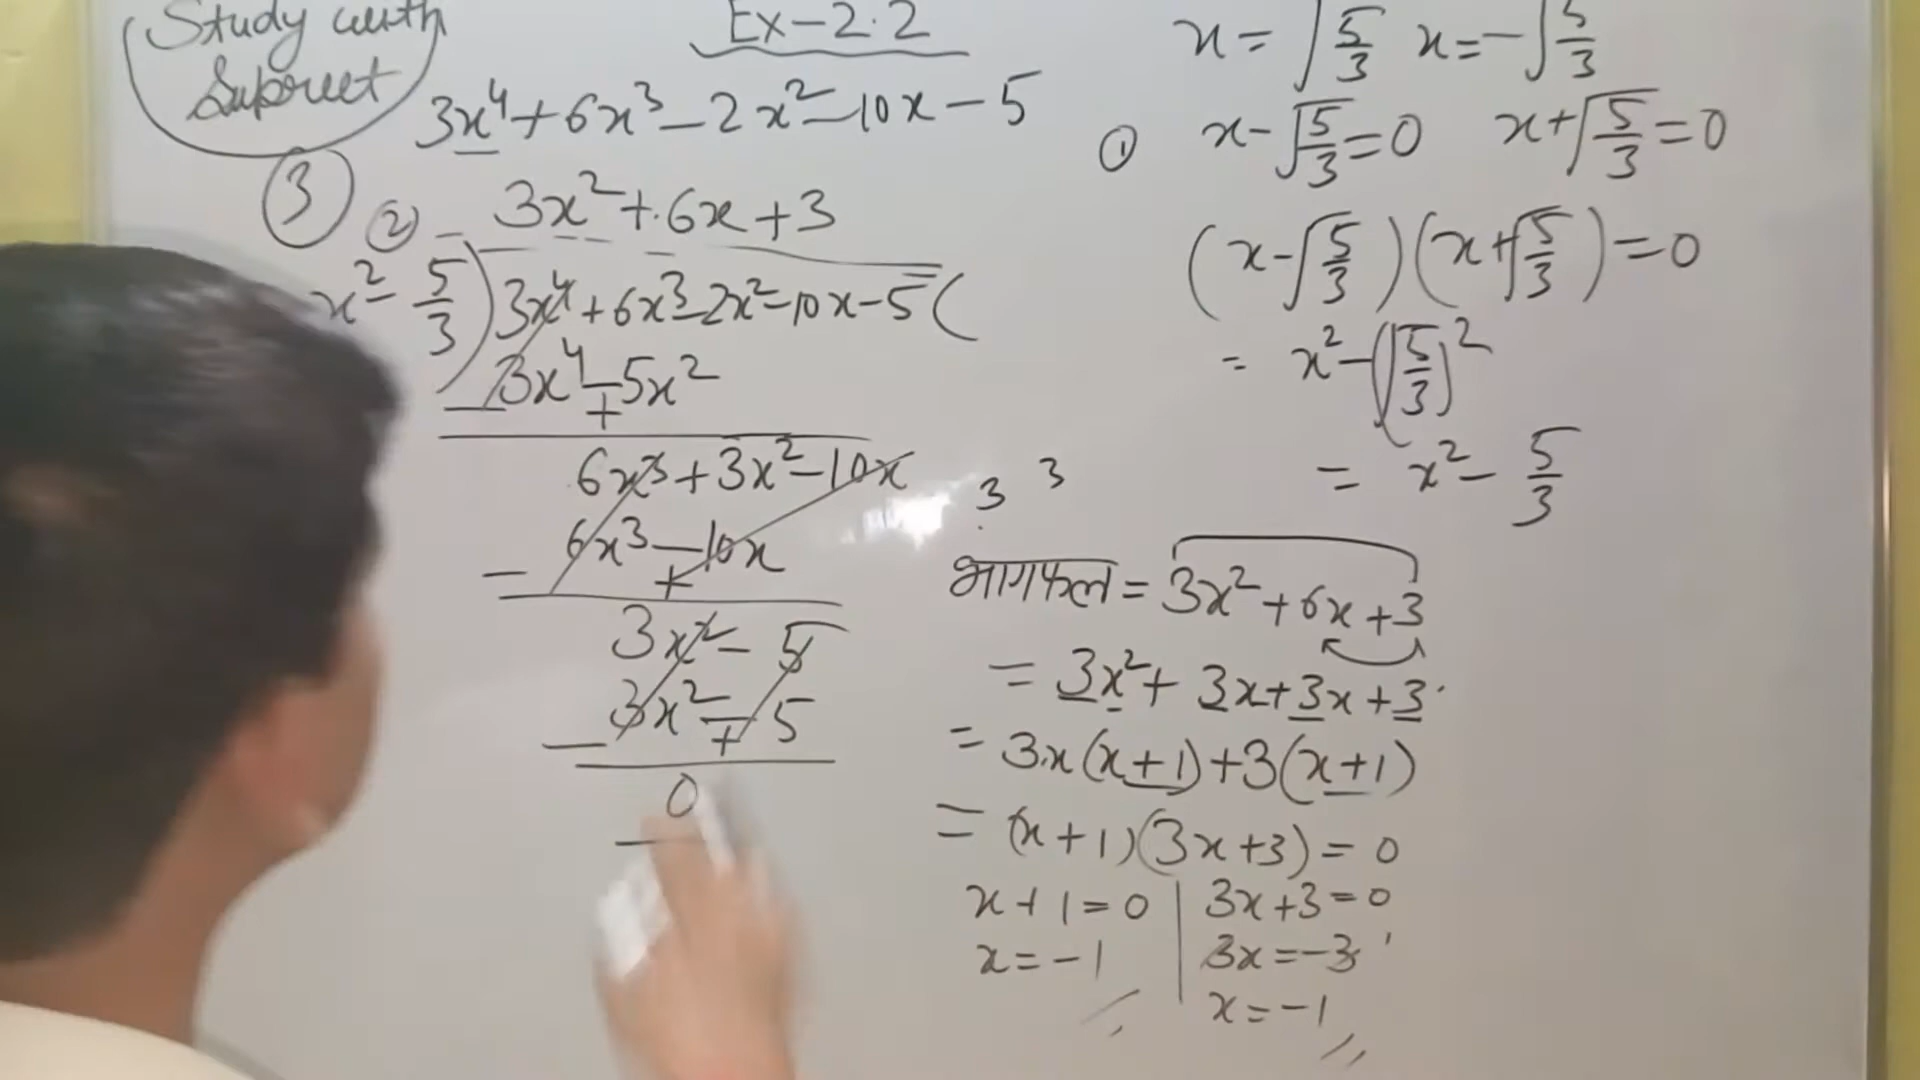 Study with
Supreet
Ex-2.2
3x⁴+6x³-2x²-10x-5
③
②
3x²+6x+3
x²-5/3)3x⁴+6x³-2x²-10x-5(
3x⁴-5x²
- +
6x³+3x²-10x
6x³-10x
- +
3x²-5
3x²-5
- +
0
x=√5/3 x=-√5/3
① x-√5/3=0 x+√5/3=0
(x-√5/3)(x+√5/3)=0
= x²-(√5/3)²
= x²-5/3
3 3
भागफल=3x²+6x+3
= 3x²+3x+3x+3
= 3x(x+1)+3(x+1)
= (x+1)(3x+3)=0
x+1=0 | 3x+3=0
x=-1 | 3x=-3
x=-1